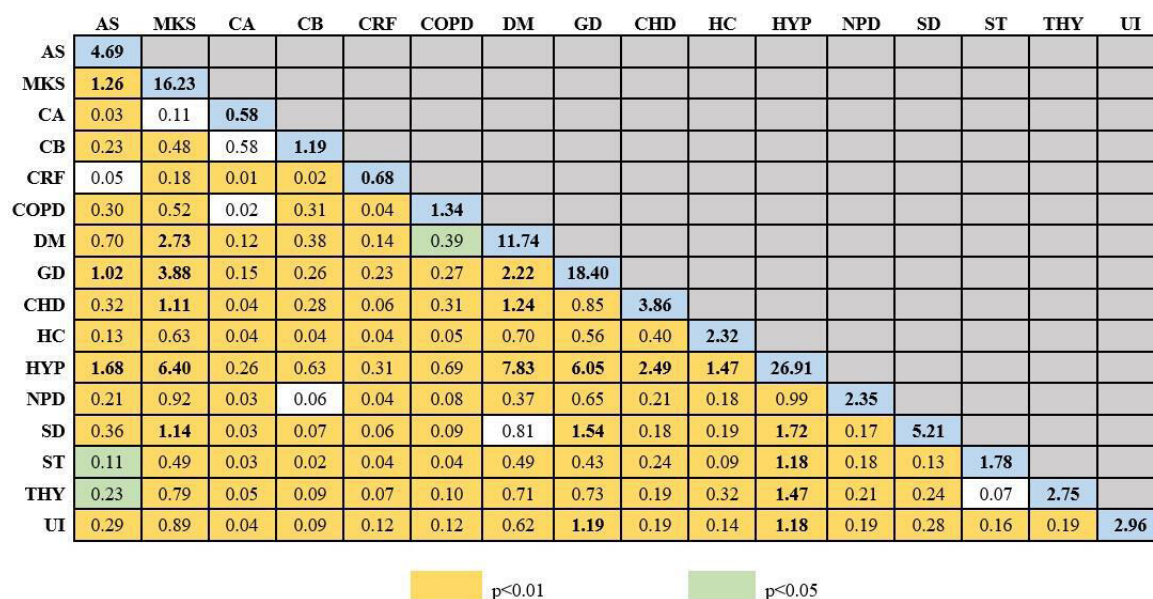 AS MKS CA CB CRF COPD DM GD CHD HC HYP NPD SD ST THY UI
AS 4.69
MKS 1.26 16.23
CA 0.03 0.11 0.58
CB 0.23 0.48 0.58 1.19
CRF 0.05 0.18 0.01 0.02 0.68
COPD 0.30 0.52 0.02 0.31 0.04 1.34
DM 0.70 2.73 0.12 0.38 0.14 0.39 11.74
GD 1.02 3.88 0.15 0.26 0.23 0.27 2.22 18.40
CHD 0.32 1.11 0.04 0.28 0.06 0.31 1.24 0.85 3.86
HC 0.13 0.63 0.04 0.04 0.04 0.05 0.70 0.56 0.40 2.32
HYP 1.68 6.40 0.26 0.63 0.31 0.69 7.83 6.05 2.49 1.47 26.91
NPD 0.21 0.92 0.03 0.06 0.04 0.08 0.37 0.65 0.21 0.18 0.99 2.35
SD 0.36 1.14 0.03 0.07 0.06 0.09 0.81 1.54 0.18 0.19 1.72 0.17 5.21
ST 0.11 0.49 0.03 0.02 0.04 0.04 0.49 0.43 0.24 0.09 1.18 0.18 0.13 1.78
THY 0.23 0.79 0.05 0.09 0.07 0.10 0.71 0.73 0.19 0.32 1.47 0.21 0.24 0.07 2.75
UI 0.29 0.89 0.04 0.09 0.12 0.12 0.62 1.19 0.19 0.14 1.18 0.19 0.28 0.16 0.19 2.96
p<0.01 p<0.05